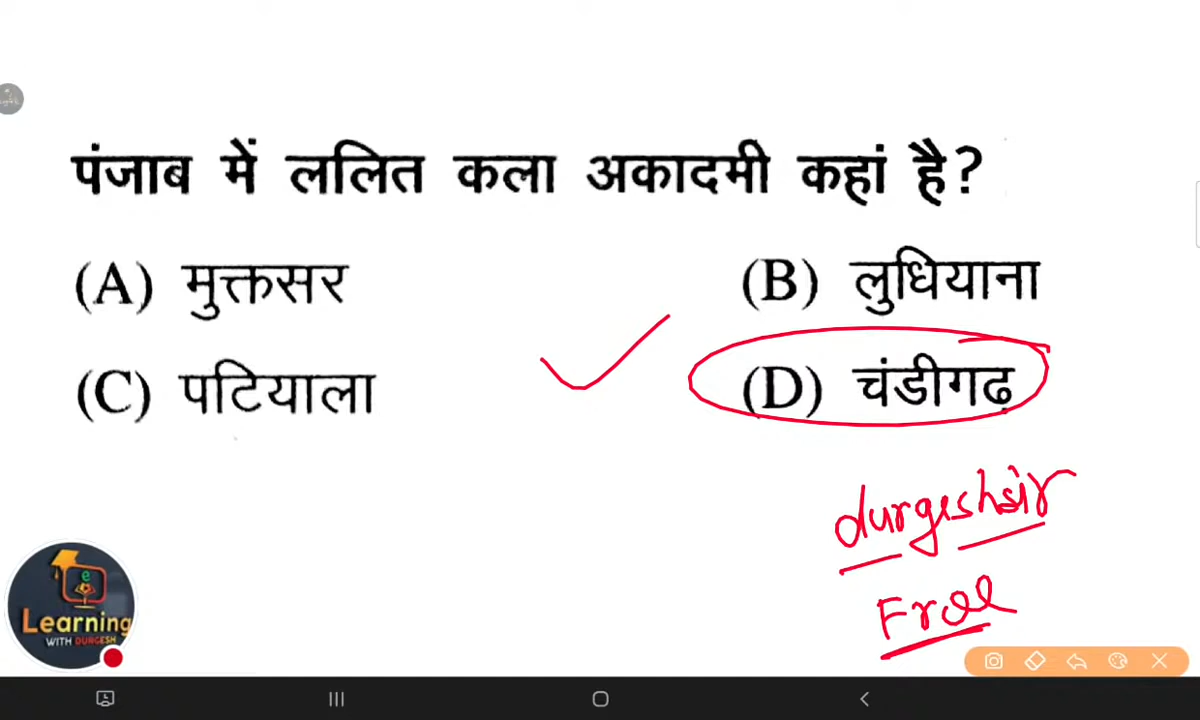 पंजाब में ललित कला अकादमी कहां है?
(A) मुक्तसर (B) लुधियाना
(C) पटियाला (D) चंडीगढ़
durgeshsir
Free
e
Learning
WITH DURGESH